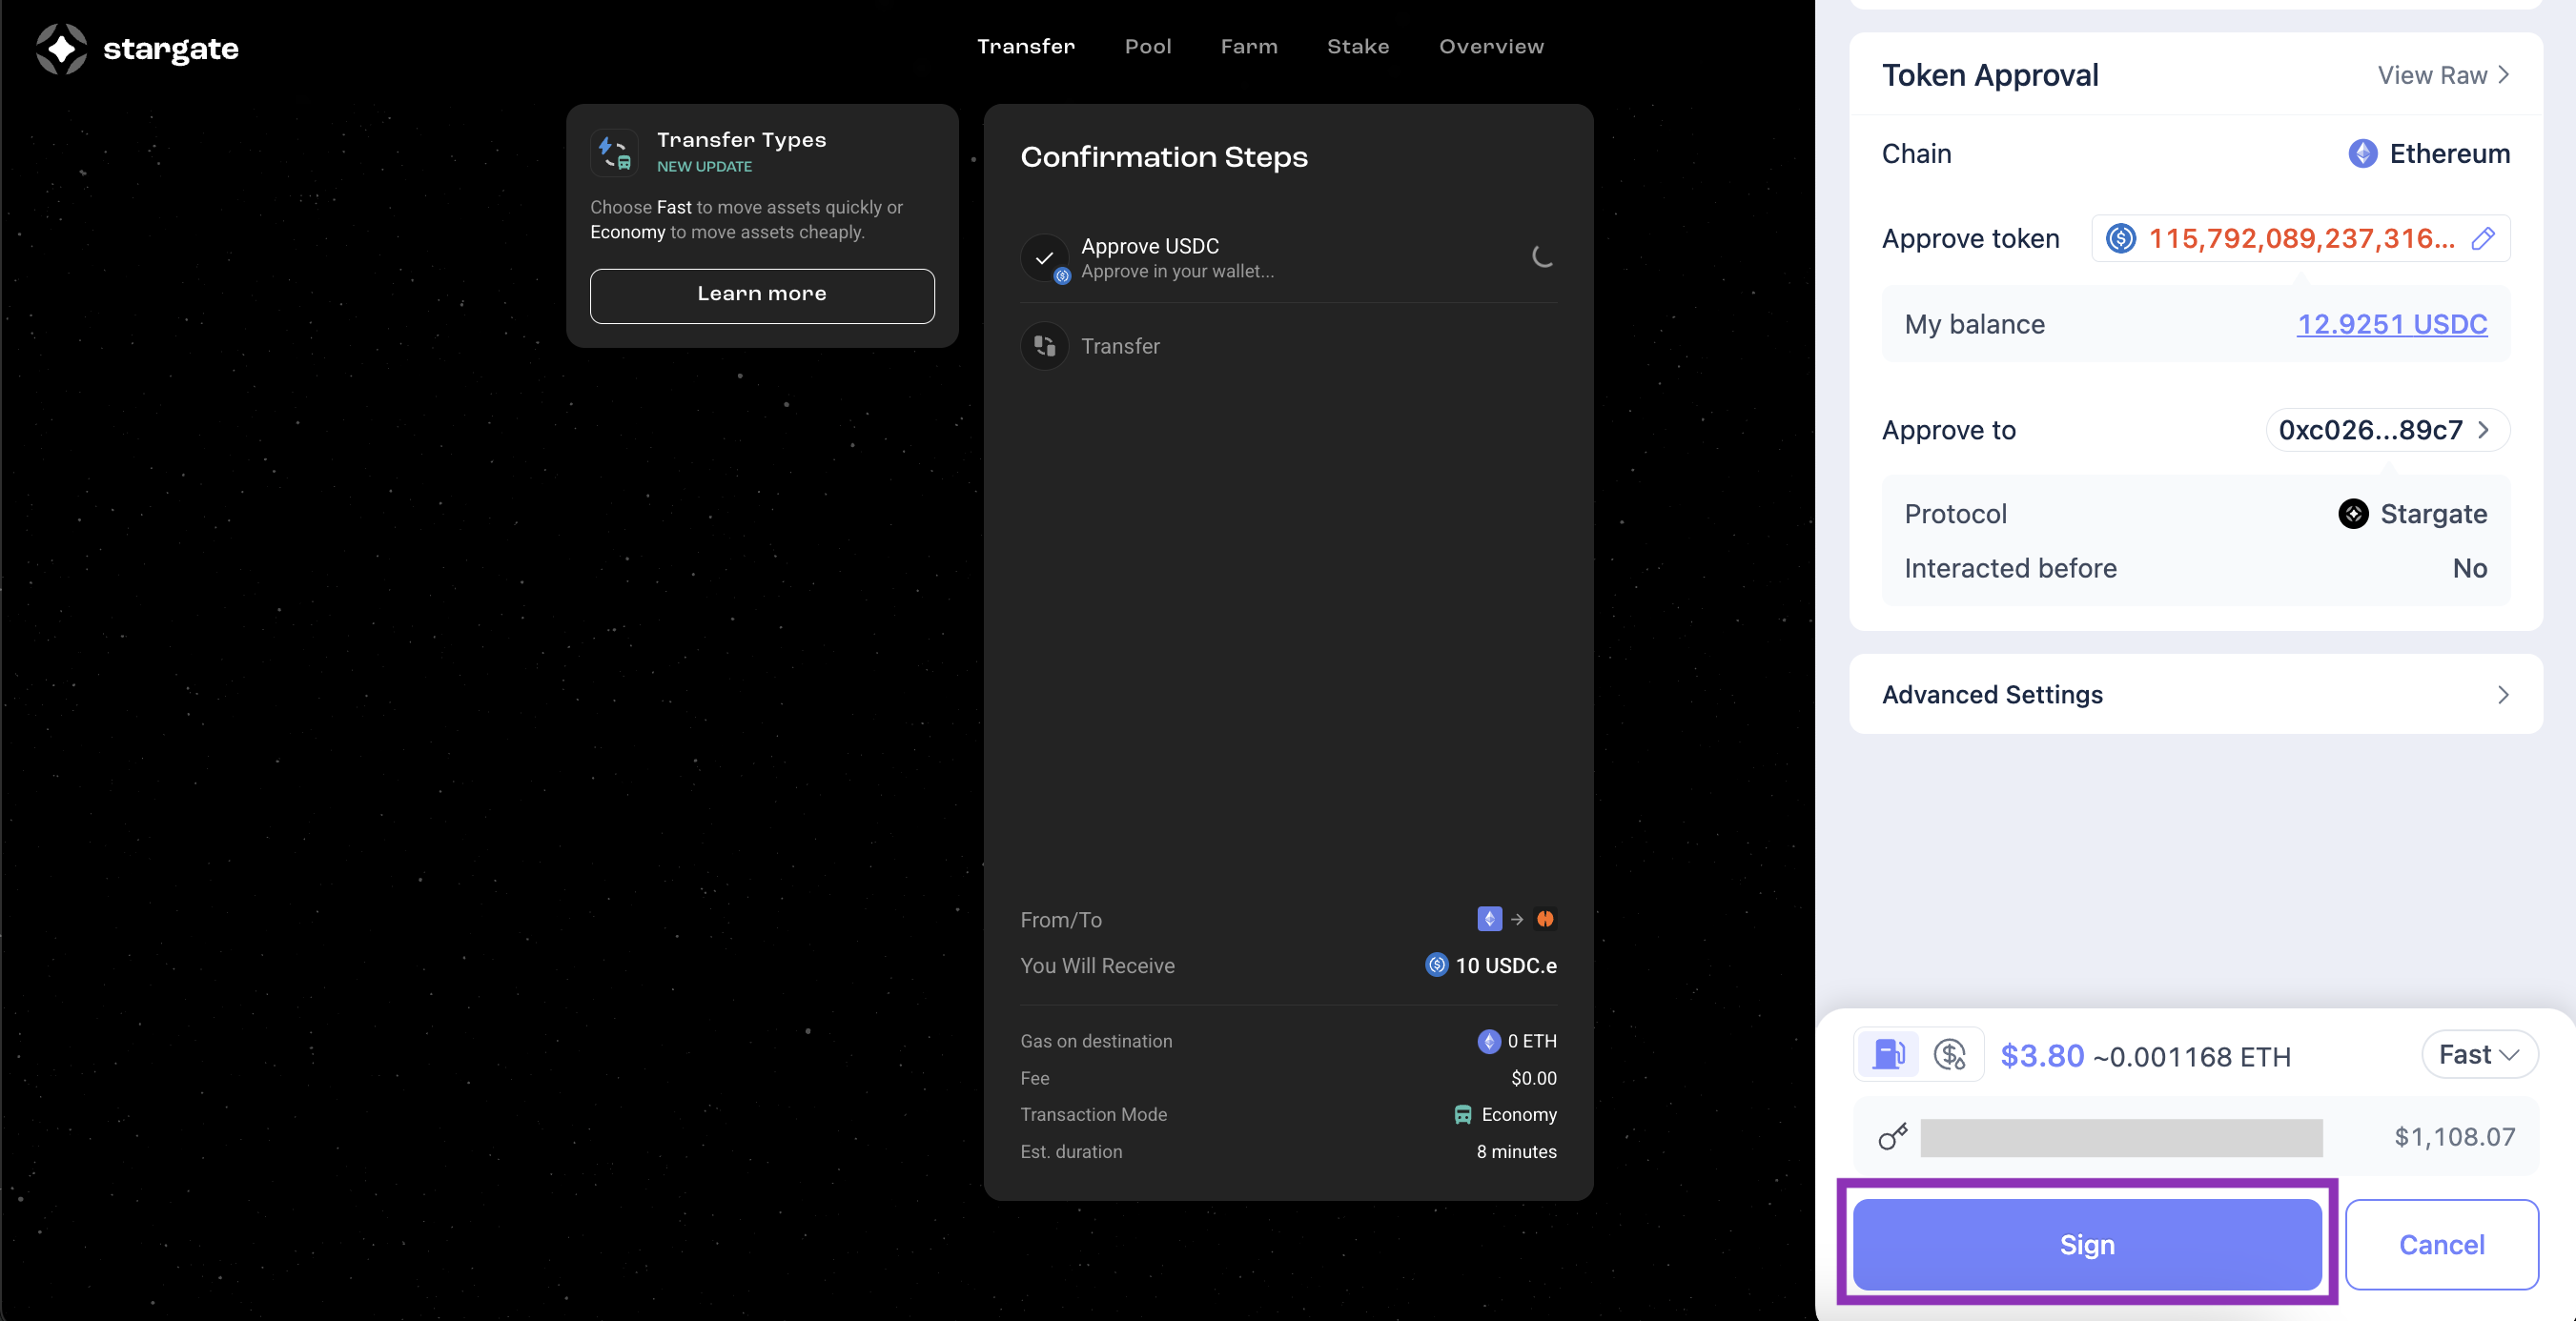 stargate
Transfer Pool Farm Stake Overview
Transfer Types
NEW UPDATE
Choose Fast to move assets quickly or
Economy to move assets cheaply.
Learn more
Confirmation Steps
Approve USDC
Approve in your wallet...
Transfer
From/To
You Will Receive 10 USDC.e
Gas on destination 0 ETH
Fee $0.00
Transaction Mode Economy
Est. duration 8 minutes
Token Approval View Raw
Chain Ethereum
Approve token 115,792,089,237,316...
My balance 12.9251 USDC
Approve to 0xc026...89c7
Protocol Stargate
Interacted before No
Advanced Settings
$3.80 ~0.001168 ETH Fast
$1,108.07
Sign Cancel